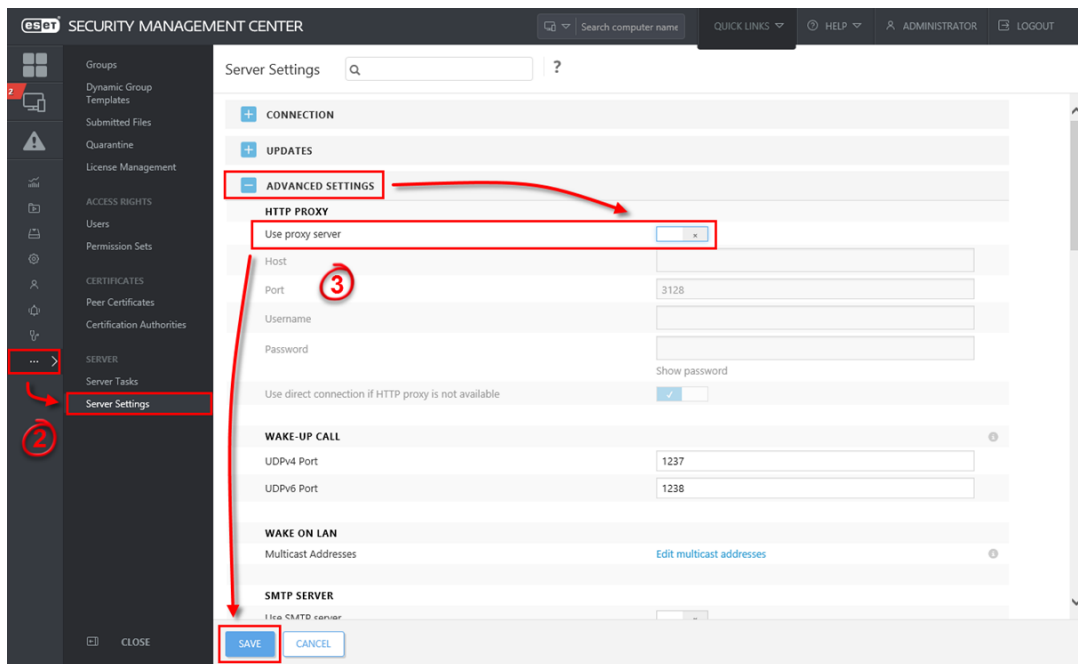 eset SECURITY MANAGEMENT CENTER
Search computer name
QUICK LINKS
? HELP
ADMINISTRATOR
LOGOUT
2
Groups
Dynamic Group
Templates
Submitted Files
Quarantine
License Management
ACCESS RIGHTS
Users
Permission Sets
CERTIFICATES
Peer Certificates
Certification Authorities
SERVER
Server Tasks
Server Settings
2
CLOSE
Server Settings
?
CONNECTION
UPDATES
ADVANCED SETTINGS
HTTP PROXY
Use proxy server
Host
3
Port 3128
Username
Password
Show password
Use direct connection if HTTP proxy is not available
WAKE-UP CALL
UDPv4 Port 1237
UDPv6 Port 1238
WAKE ON LAN
Multicast Addresses Edit multicast addresses
SMTP SERVER
Use SMTP server
SAVE CANCEL